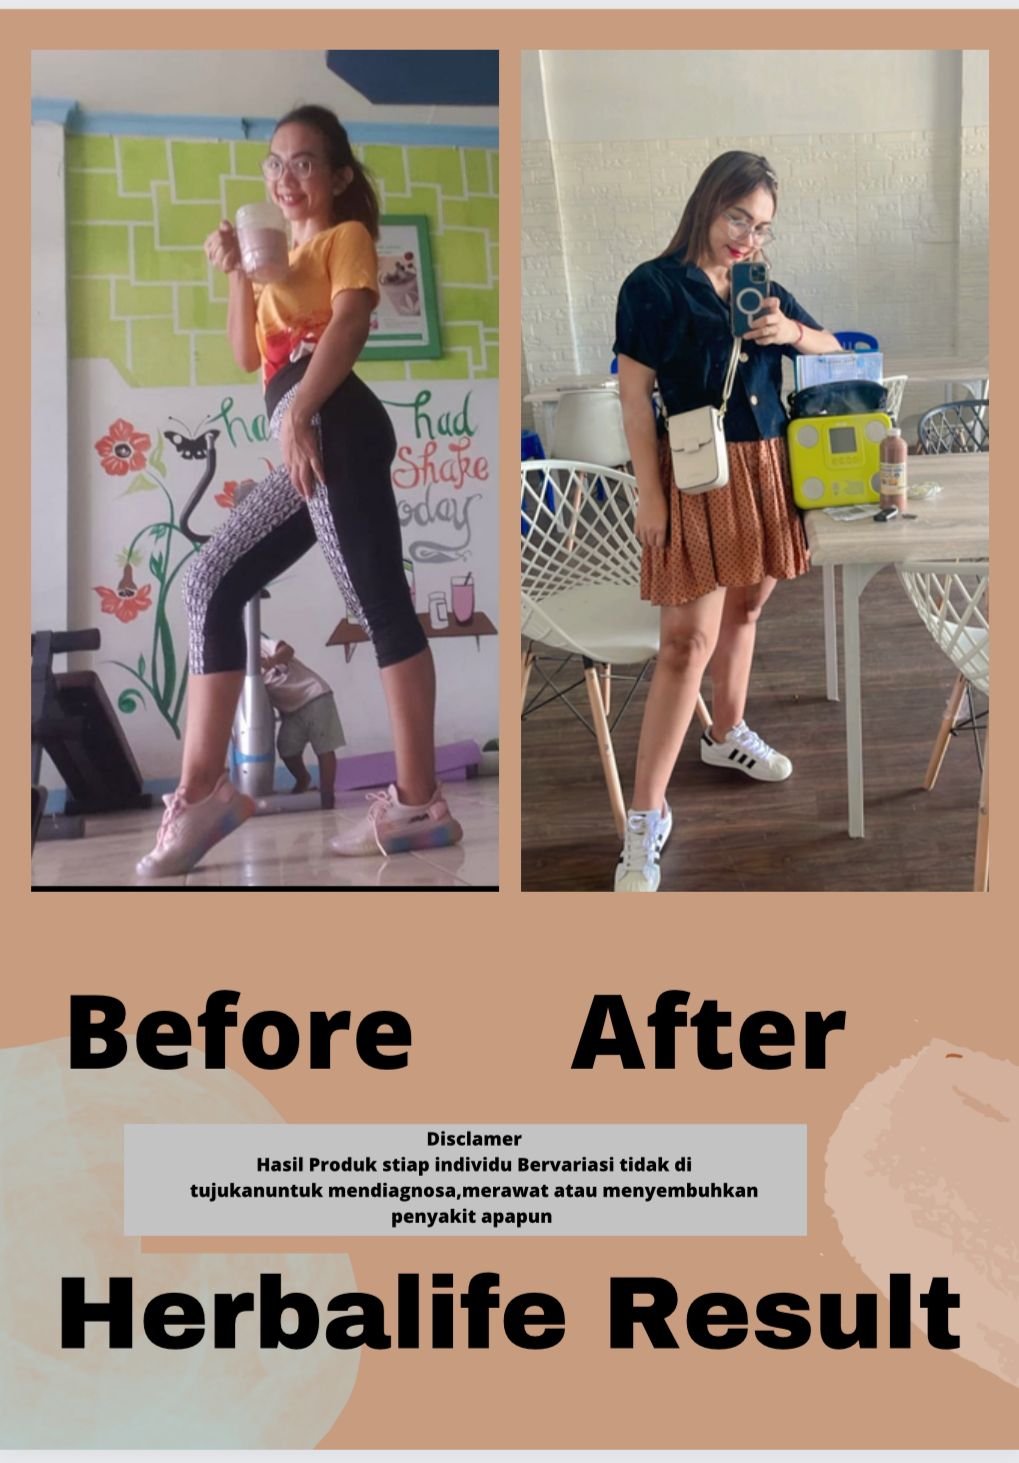 ha had
Shake
oday
Before After
Disclamer
Hasil Produk stiap individu Bervariasi tidak di
tujukanuntuk mendiagnosa,merawat atau menyembuhkan
penyakit apapun
Herbalife Result